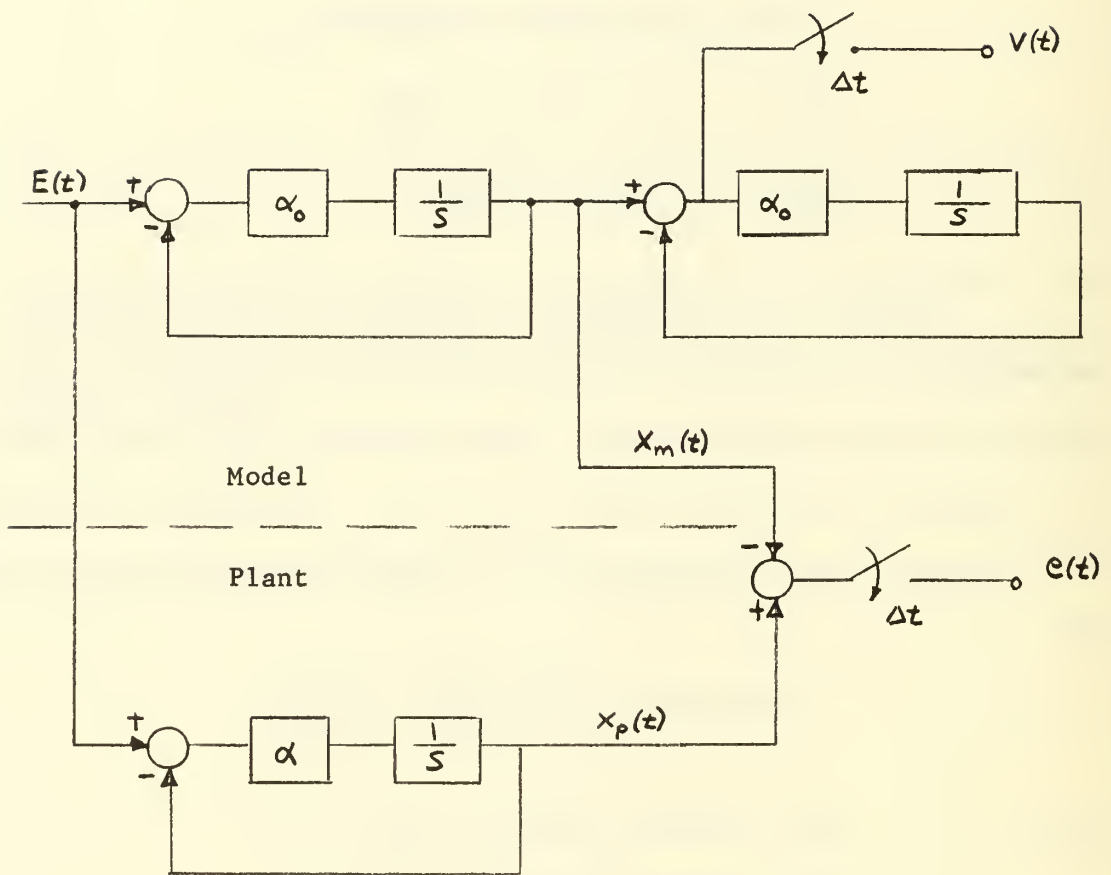 V(t)
Δt
E(t)
+
-
α₀
1/S
+
-
α₀
1/S
Xm(t)
Model
Plant
-
+
e(t)
Δt
+
-
α
1/S
xp(t)